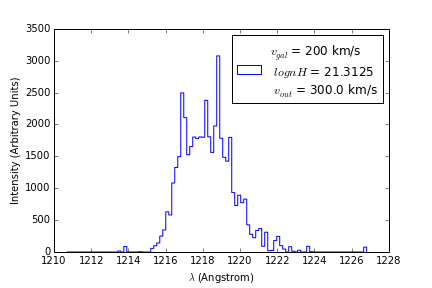 3500
3000
2500
2000
1500
1000
500
0
Intensity (Arbitrary Units)
v_gal = 200 km/s
lognH = 21.3125
v_out = 300.0 km/s
1210 1212 1214 1216 1218 1220 1222 1224 1226 1228
λ (Angstrom)